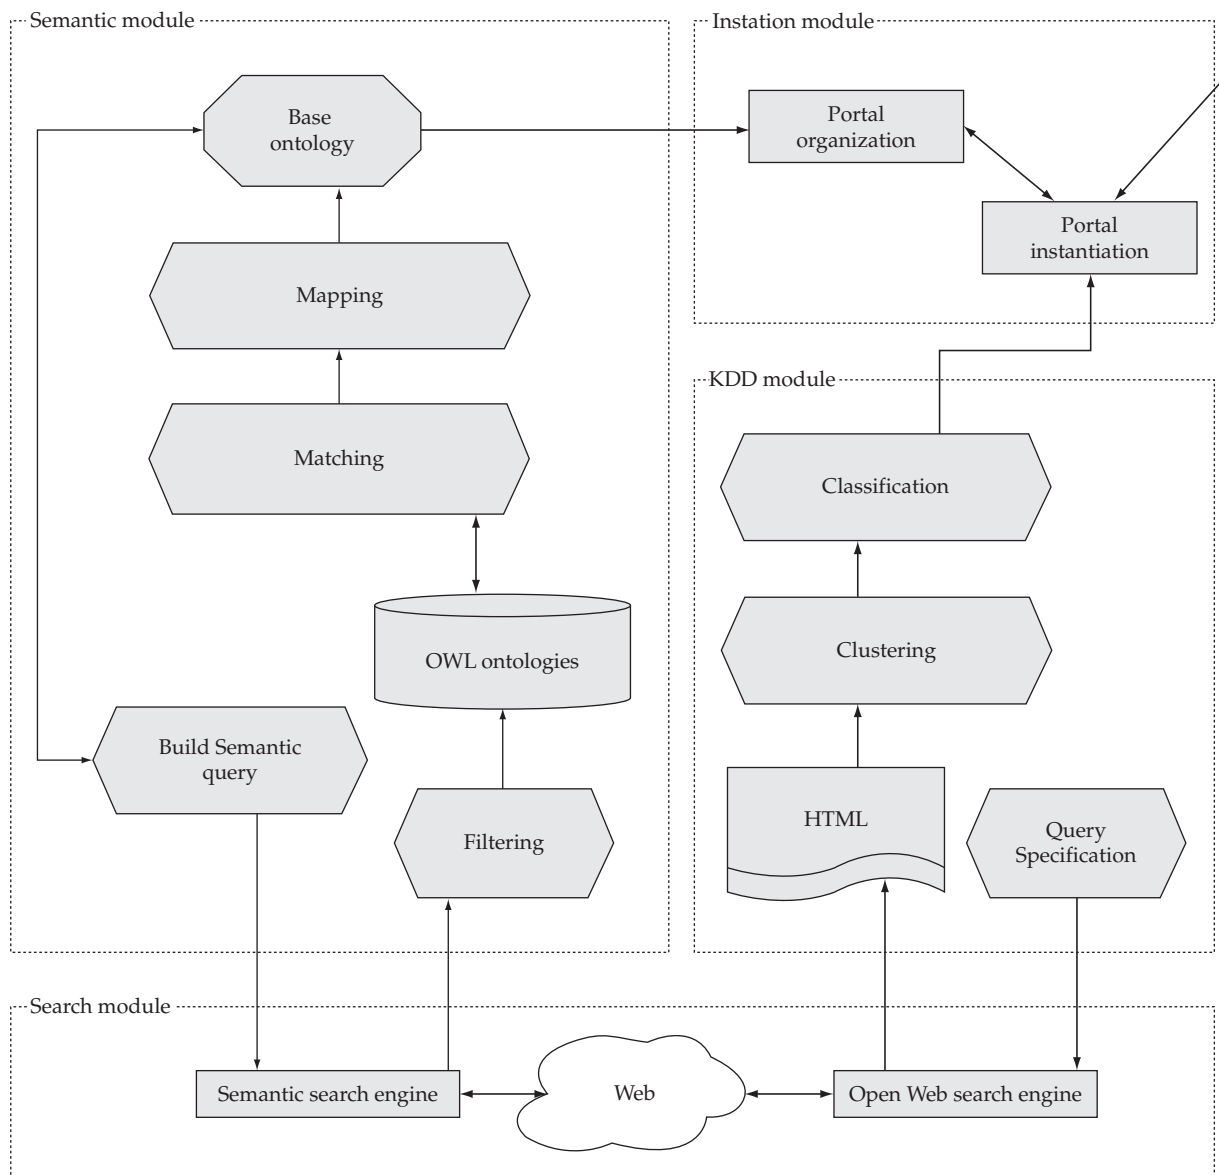 Semantic module
Instation module
Base
ontology
Portal
organization
Portal
instantiation
Mapping
KDD module
Matching
Classification
OWL ontologies
Clustering
Build Semantic
query
Filtering
HTML
Query
Specification
Search module
Semantic search engine
Web
Open Web search engine